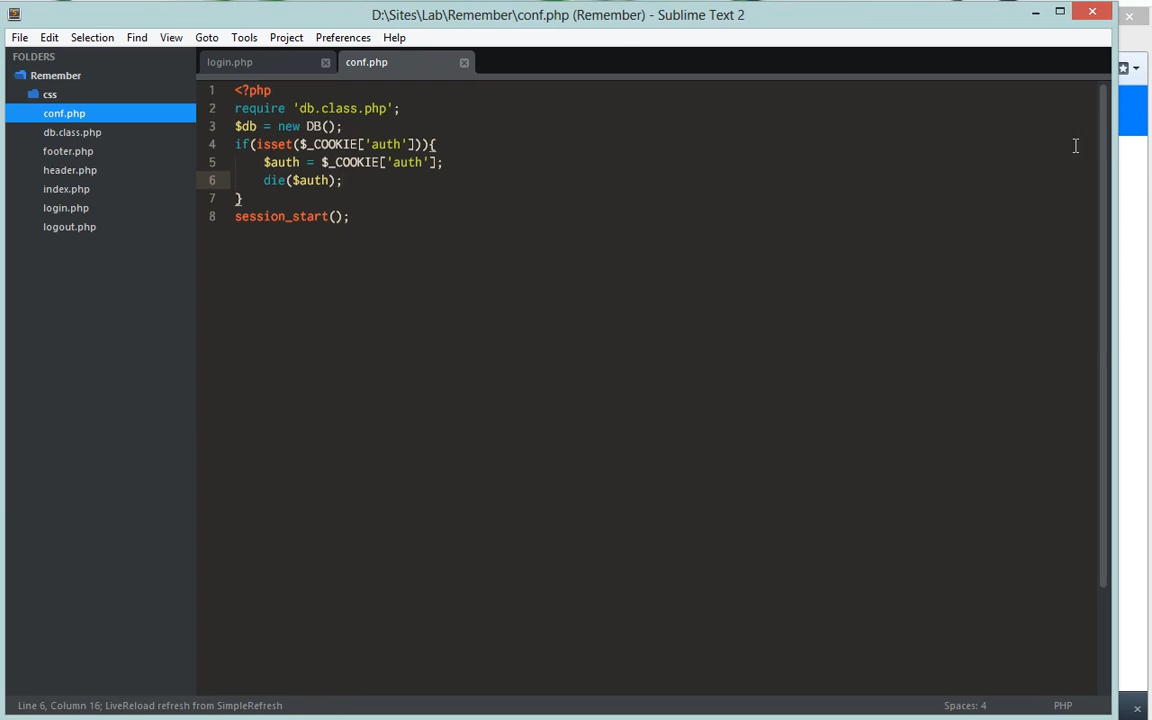 D:\Sites\Lab\Remember\conf.php (Remember) - Sublime Text 2
File Edit Selection Find View Goto Tools Project Preferences Help
FOLDERS
Remember
css
conf.php
db.class.php
footer.php
header.php
index.php
login.php
logout.php
login.php conf.php
1 <?php
2 require 'db.class.php';
3 $db = new DB();
4 if(isset($_COOKIE['auth'])){
5 $auth = $_COOKIE['auth'];
6 die($auth);
7 }
8 session_start();
Line 6, Column 16; LiveReload refresh from SimpleRefresh
Spaces: 4
PHP